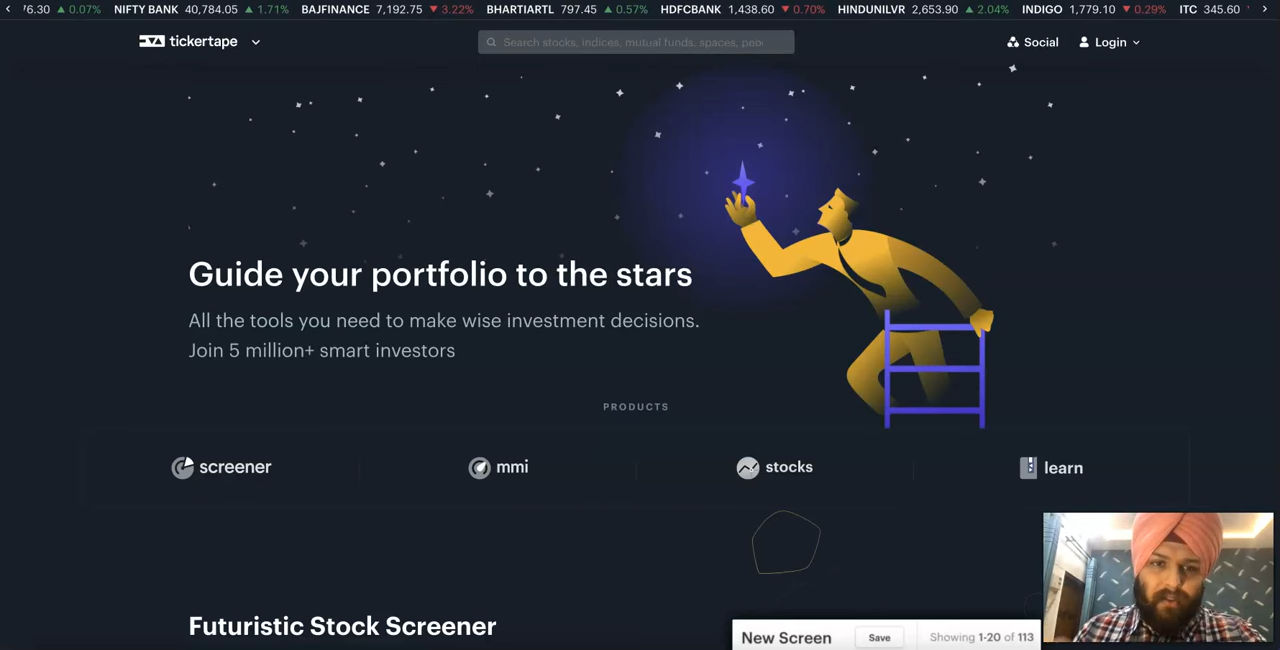 6.30 ▲ 0.07% NIFTY BANK 40,784.05 ▲ 1.71% BAJFINANCE 7,192.75 ▼ 3.22% BHARTIARTL 797.45 ▲ 0.57% HDFCBANK 1,438.60 ▼ 0.70% HINDUNILVR 2,653.90 ▲ 2.04% INDIGO 1,779.10 ▼ 0.29% ITC 345.60
tickertape
Search stocks, indices, mutual funds, spaces,
Social
Login
Guide your portfolio to the stars
All the tools you need to make wise investment decisions.
Join 5 million+ smart investors
PRODUCTS
screener
mmi
stocks
learn
Futuristic Stock Screener
New Screen
Save
Showing 1-20 of 113